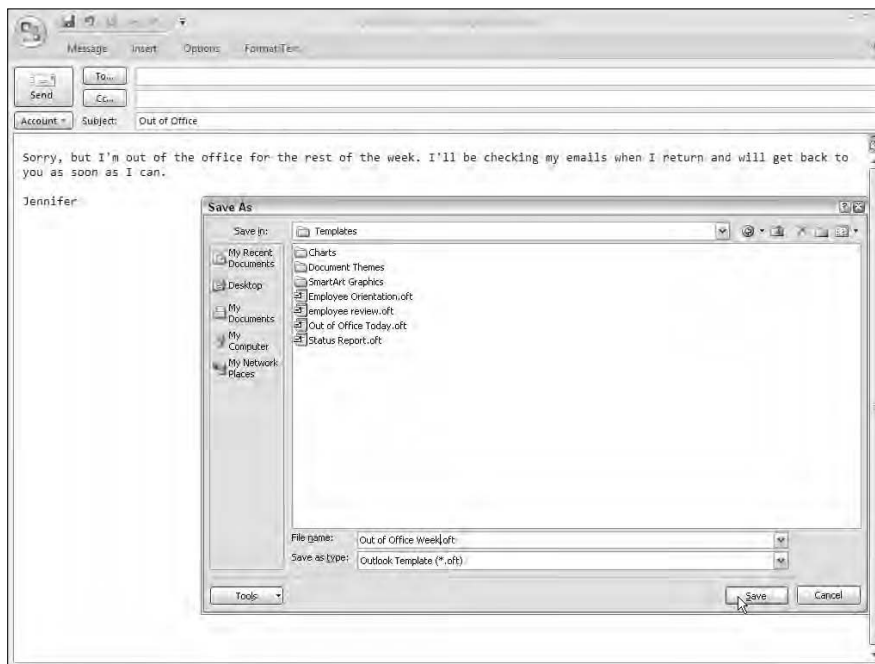 Message Insert Options Format Text
To...
Send
Cc...
Account Subject: Out of Office
Sorry, but I'm out of the office for the rest of the week. I'll be checking my emails when I return and will get back to
you as soon as I can.
Jennifer
Save As
Save in: Templates
My Recent
Documents
Desktop
My
Documents
My
Computer
My Network
Places
Charts
Document Themes
SmartArt Graphics
Employee Orientation.oft
employee review.oft
Out of Office Today.oft
Status Report.oft
File name: Out of Office Week.oft
Save as type: Outlook Template (*.oft)
Tools
Save
Cancel